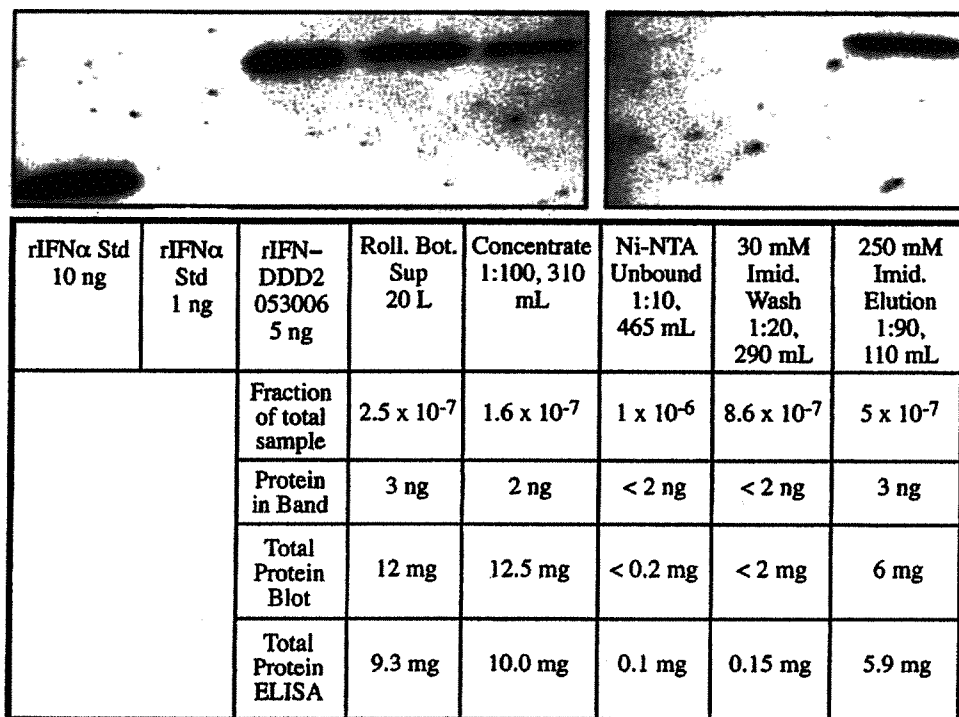 rIFNα Std
10 ng
rIFNα
Std
1 ng
rIFN–
DDD2
053006
5 ng
Roll. Bot.
Sup
20 L
Concentrate
1:100, 310
mL
Ni-NTA
Unbound
1:10,
465 mL
30 mM
Imid.
Wash
1:20,
290 mL
250 mM
Imid.
Elution
1:90,
110 mL
Fraction
of total
sample
2.5 x 10⁻⁷
1.6 x 10⁻⁷
1 x 10⁻⁶
8.6 x 10⁻⁷
5 x 10⁻⁷
Protein
in Band
3 ng
2 ng
< 2 ng
< 2 ng
3 ng
Total
Protein
Blot
12 mg
12.5 mg
< 0.2 mg
< 2 mg
6 mg
Total
Protein
ELISA
9.3 mg
10.0 mg
0.1 mg
0.15 mg
5.9 mg